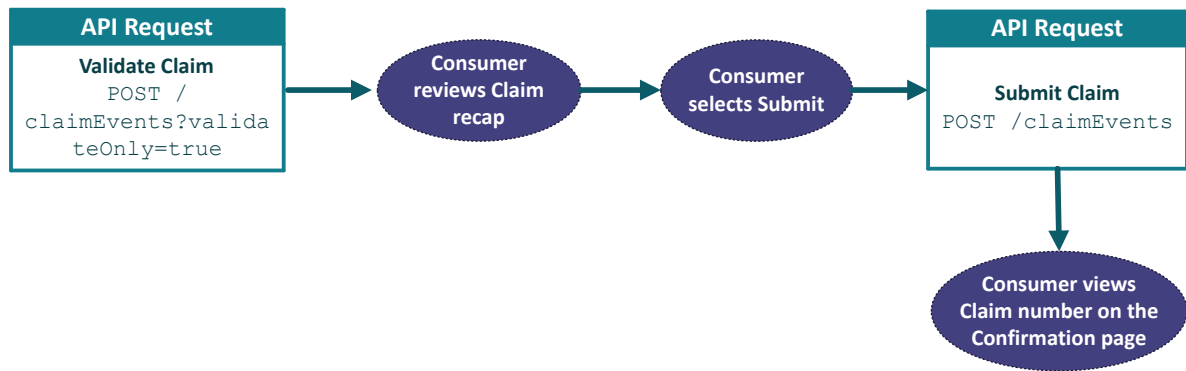 API Request
Validate Claim
POST /
claimEvents?valida
teOnly=true
Consumer
reviews Claim
recap
Consumer
selects Submit
API Request
Submit Claim
POST /claimEvents
Consumer views
Claim number on the
Confirmation page